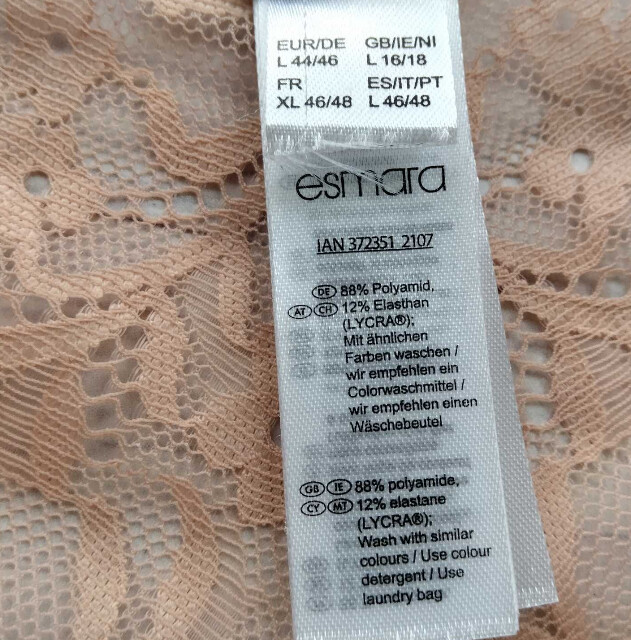 EUR/DE GB/IE/NI
L 44/46 L 16/18
FR ES/IT/PT
XL 46/48 L 46/48
esmara
IAN 372351 2107
DE 88% Polyamid,
AT CH 12% Elasthan
(LYCRA®);
Mit ähnlichen
Farben waschen /
wir empfehlen ein
Colorwaschmittel /
wir empfehlen einen
Wäschebeutel
GB IE 88% polyamide,
CY MT 12% elastane
(LYCRA®);
Wash with similar
colours / Use colour
detergent / Use
laundry bag